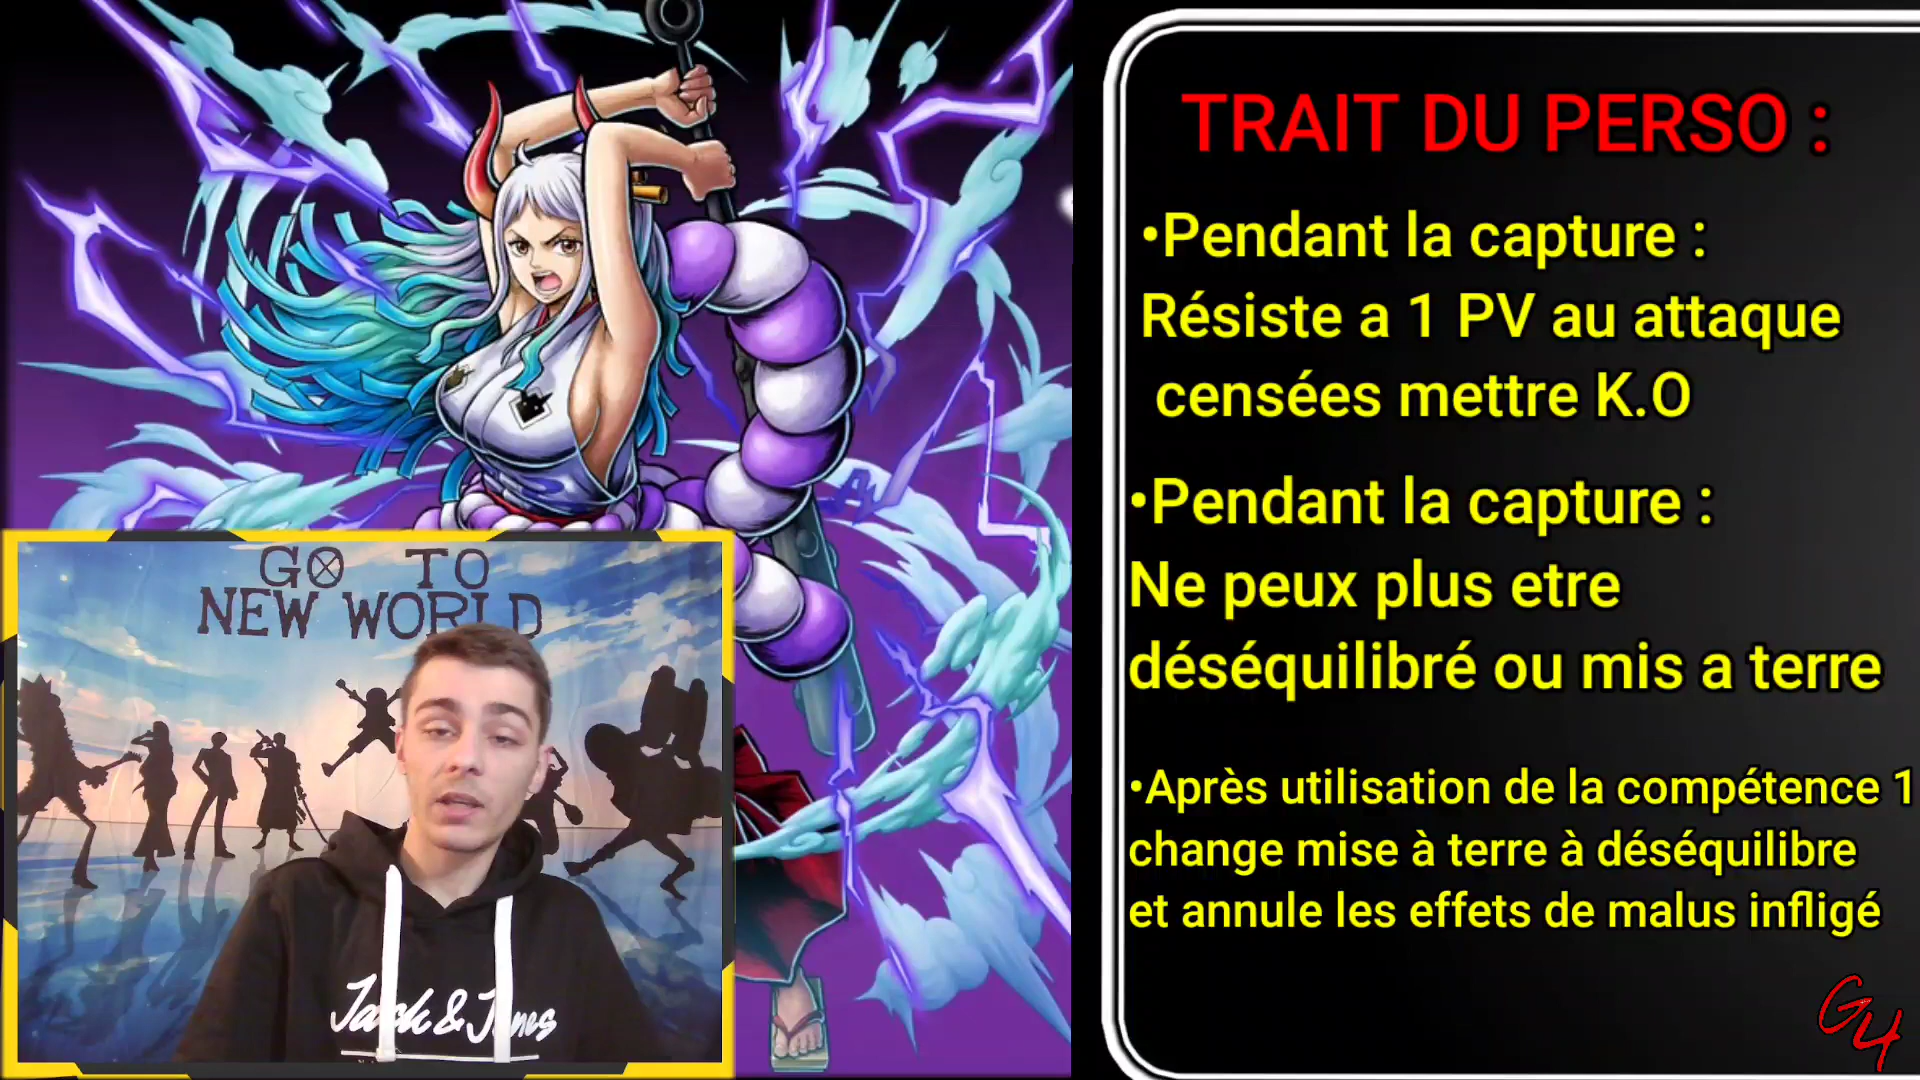 TRAIT DU PERSO :
•Pendant la capture :
Résiste a 1 PV au attaque
censées mettre K.O
•Pendant la capture :
Ne peux plus etre
déséquilibré ou mis a terre
•Après utilisation de la compétence 1
change mise à terre à déséquilibre
et annule les effets de malus infligé
GO TO
NEW WORLD
Jack & Jones
G4